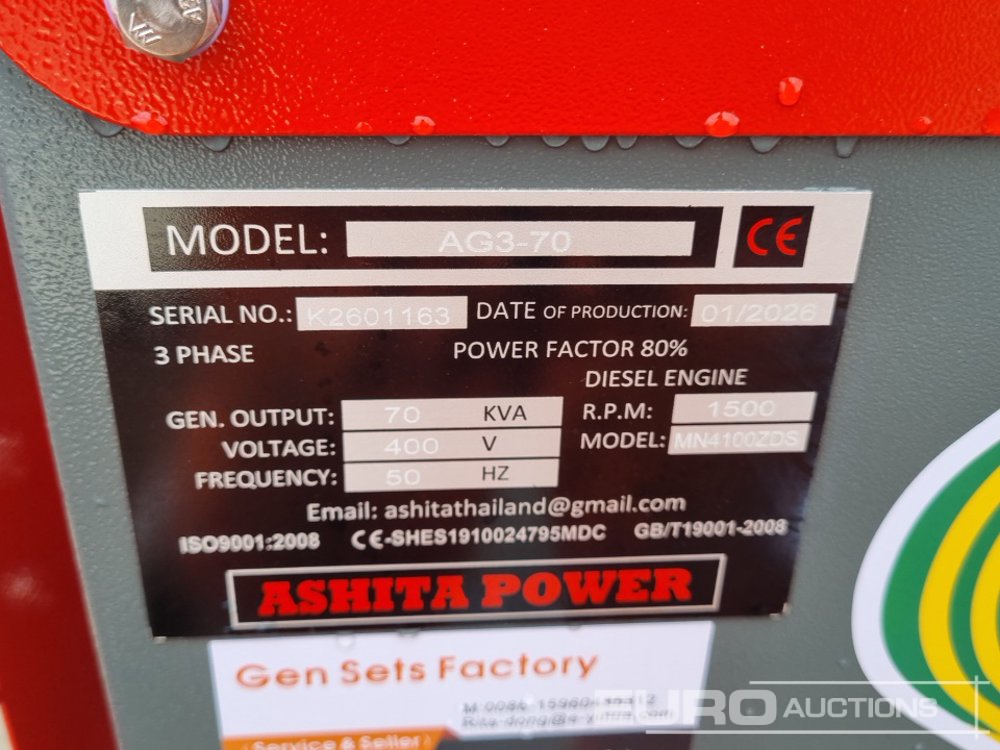 MODEL: AG3-70 CE
SERIAL NO.: K2601163 DATE OF PRODUCTION: 01/2026
3 PHASE POWER FACTOR 80%
DIESEL ENGINE
GEN. OUTPUT: 70 KVA R.P.M: 1500
VOLTAGE: 400 V MODEL: MN4100ZDS
FREQUENCY: 50 HZ
Email: ashitathailand@gmail.com
ISO9001:2008 CE-SHES1910024795MDC GB/T19001-2008
ASHITA POWER
Gen Sets Factory
EURO AUCTIONS
(Service & Seller)